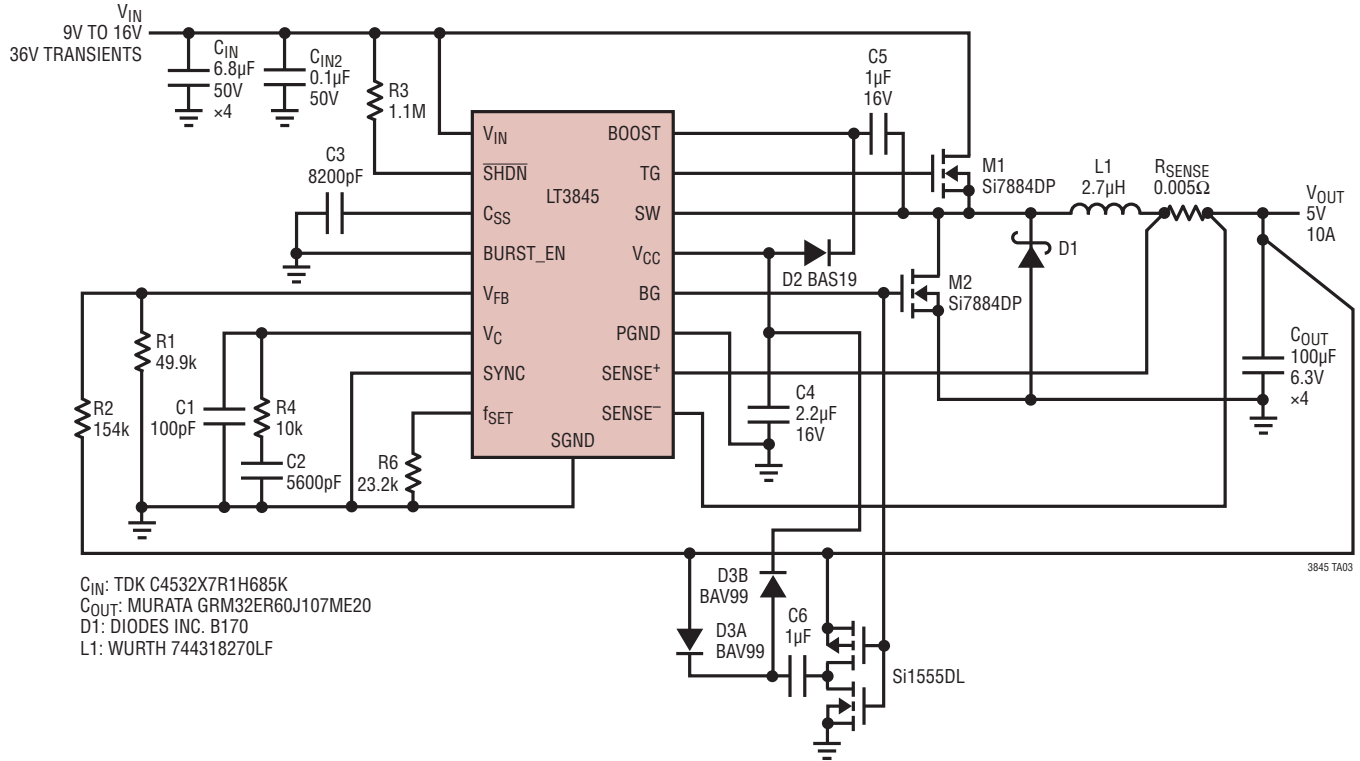 VIN
9V TO 16V
36V TRANSIENTS
CIN
6.8µF
50V
×4
CIN2
0.1µF
50V
R3
1.1M
C3
8200pF
VIN
SHDN
CSS
BURST_EN
VFB
VC
SYNC
fSET
LT3845
SGND
BOOST
TG
SW
VCC
BG
PGND
SENSE+
SENSE–
C5
1µF
16V
M1
Si7884DP
L1
2.7µH
RSENSE
0.005Ω
VOUT
5V
10A
D2 BAS19
D1
M2
Si7884DP
R1
49.9k
R2
154k
C1
100pF
R4
10k
C2
5600pF
R6
23.2k
C4
2.2µF
16V
COUT
100µF
6.3V
×4
3845 TA03
CIN: TDK C4532X7R1H685K
COUT: MURATA GRM32ER60J107ME20
D1: DIODES INC. B170
L1: WURTH 744318270LF
D3B
BAV99
D3A
BAV99
C6
1µF
Si1555DL